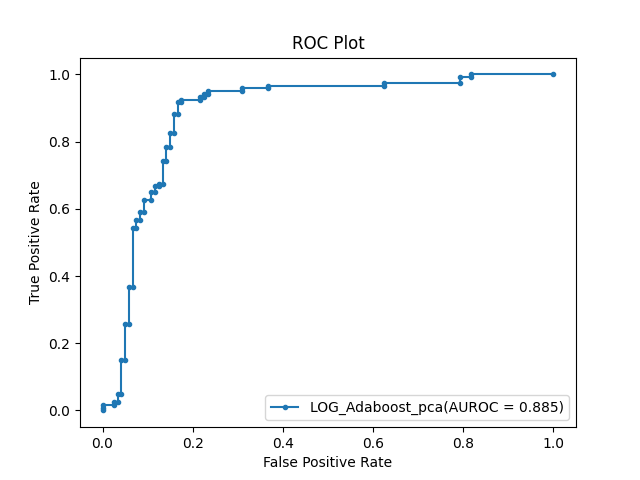 ROC Plot
1.0
0.8
0.6
0.4
0.2
0.0
True Positive Rate
LOG_Adaboost_pca(AUROC = 0.885)
0.0 0.2 0.4 0.6 0.8 1.0
False Positive Rate